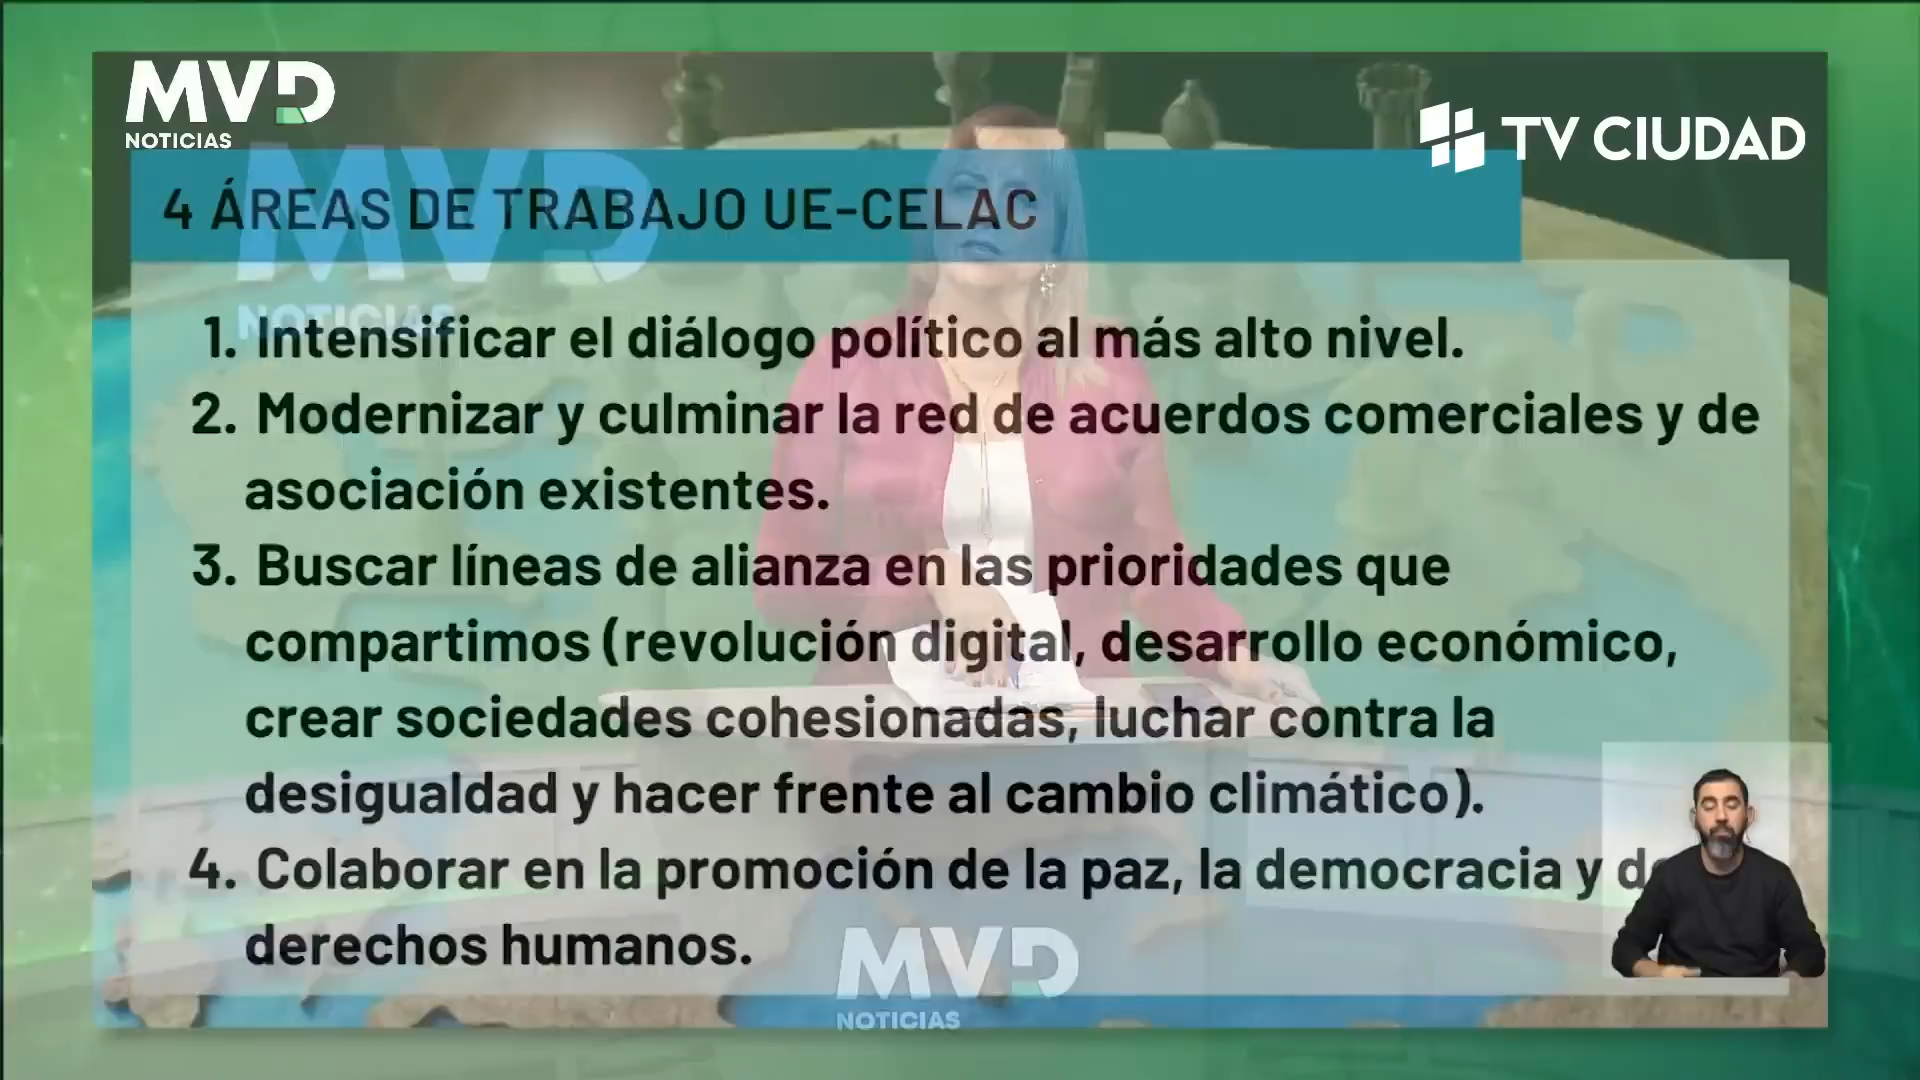 MVD
NOTICIAS
TV CIUDAD
4 ÁREAS DE TRABAJO UE-CELAC
MVD
NOTICIAS
1. Intensificar el diálogo político al más alto nivel.
2. Modernizar y culminar la red de acuerdos comerciales y de
asociación existentes.
3. Buscar líneas de alianza en las prioridades que
compartimos (revolución digital, desarrollo económico,
crear sociedades cohesionadas, luchar contra la
desigualdad y hacer frente al cambio climático).
4. Colaborar en la promoción de la paz, la democracia y
derechos humanos.
MVD
NOTICIAS